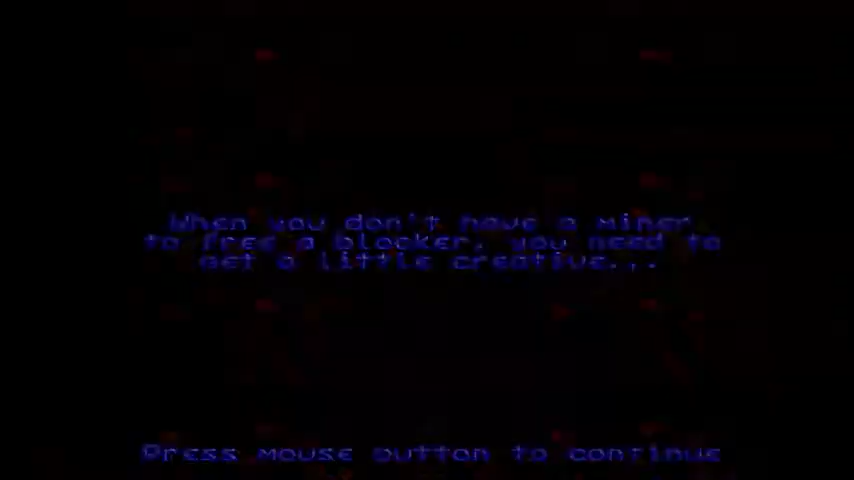 When you don't have a miner
to free a blocker, you need to
get a little creative...
Press mouse button to continue